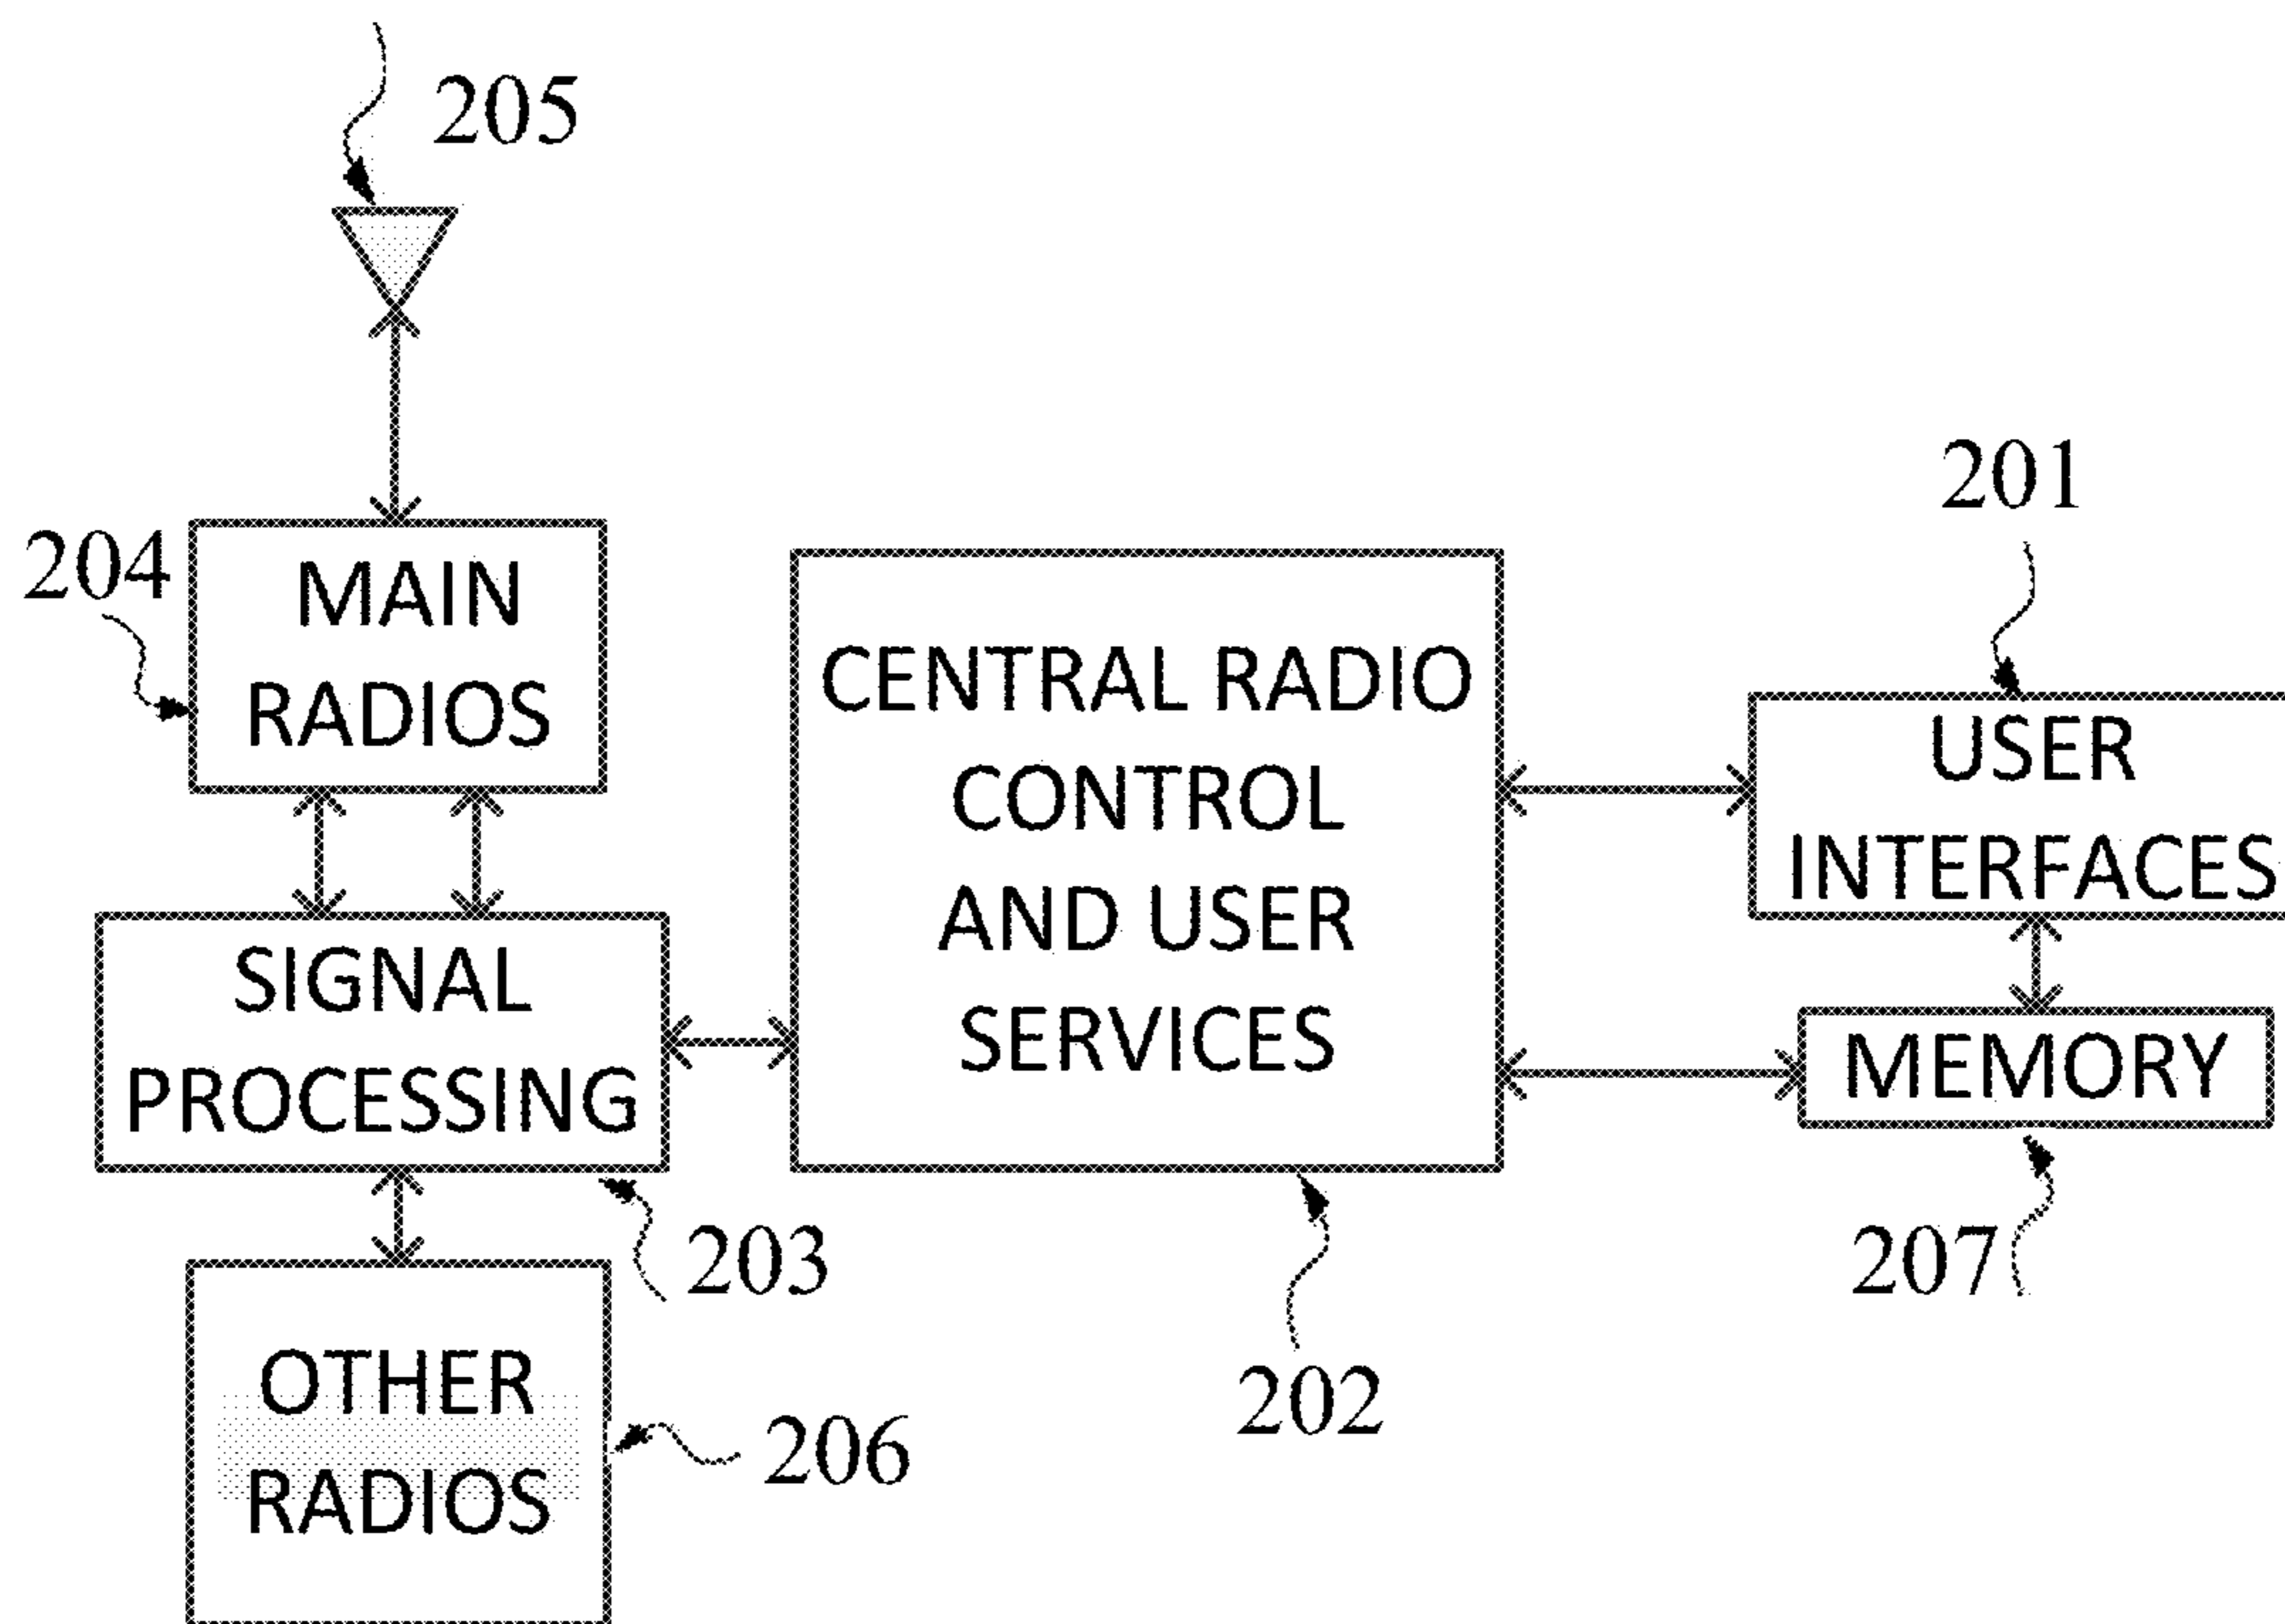 205
204
MAIN
RADIOS
SIGNAL
PROCESSING
203
OTHER
RADIOS
206
CENTRAL RADIO
CONTROL
AND USER
SERVICES
202
201
USER
INTERFACES
MEMORY
207